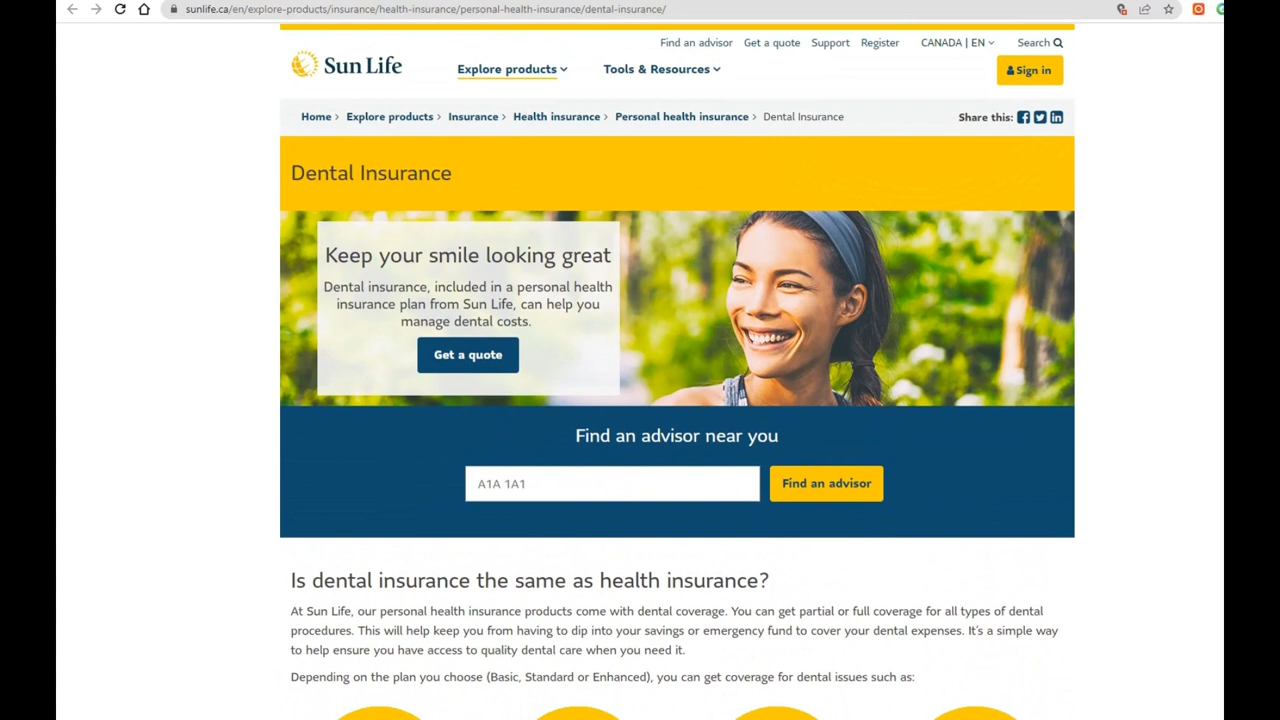 sunlife.ca/en/explore-products/insurance/health-insurance/personal-health-insurance/dental-insurance/
Find an advisor Get a quote Support Register CANADA | EN Search
Sun Life Explore products Tools & Resources Sign in
Home > Explore products > Insurance > Health insurance > Personal health insurance > Dental Insurance Share this:
Dental Insurance
Keep your smile looking great
Dental insurance, included in a personal health
insurance plan from Sun Life, can help you
manage dental costs.
Get a quote
Find an advisor near you
A1A 1A1 Find an advisor
Is dental insurance the same as health insurance?
At Sun Life, our personal health insurance products come with dental coverage. You can get partial or full coverage for all types of dental
procedures. This will help keep you from having to dip into your savings or emergency fund to cover your dental expenses. It's a simple way
to help ensure you have access to quality dental care when you need it.
Depending on the plan you choose (Basic, Standard or Enhanced), you can get coverage for dental issues such as: